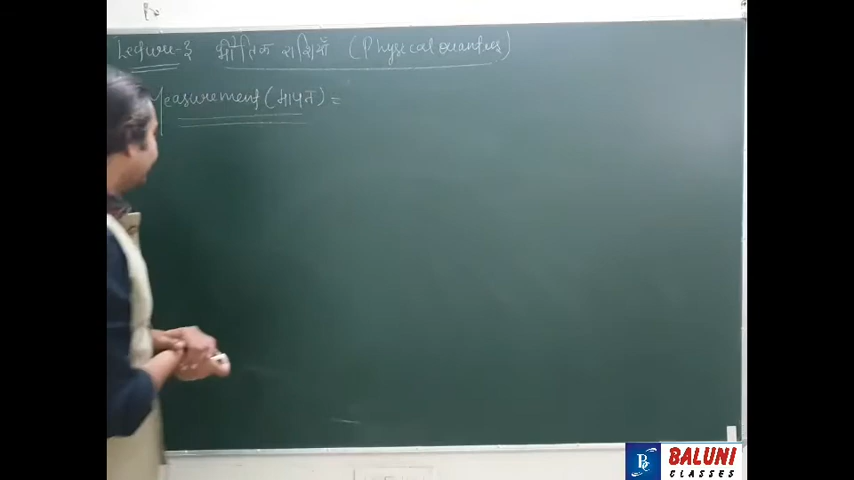 Lecture-3 भौतिक राशियाँ (Physical quantities)
Measurement (मापन) =
BALUNI
CLASSES